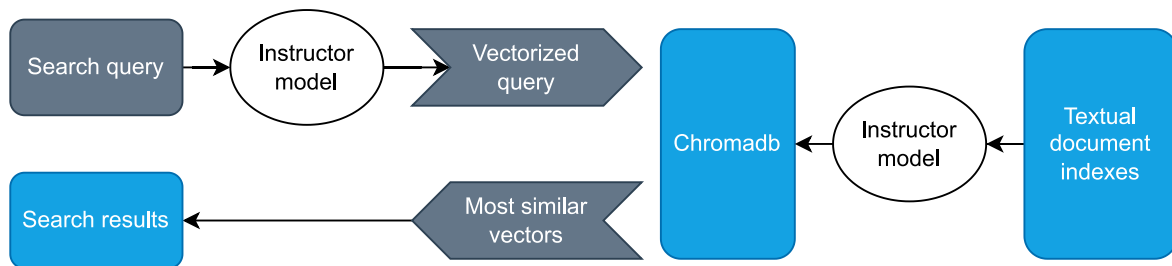 Search query
Instructor
model
Vectorized
query
Chromadb
Instructor
model
Textual
document
indexes
Search results
Most similar
vectors